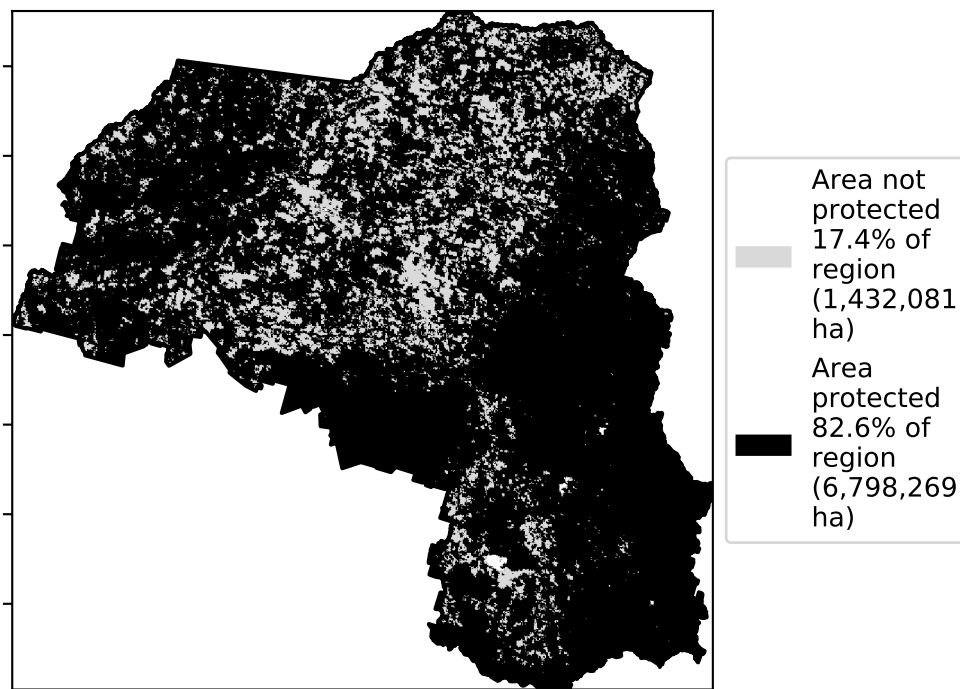 Area not
protected
17.4% of
region
(1,432,081
ha)
Area
protected
82.6% of
region
(6,798,269
ha)